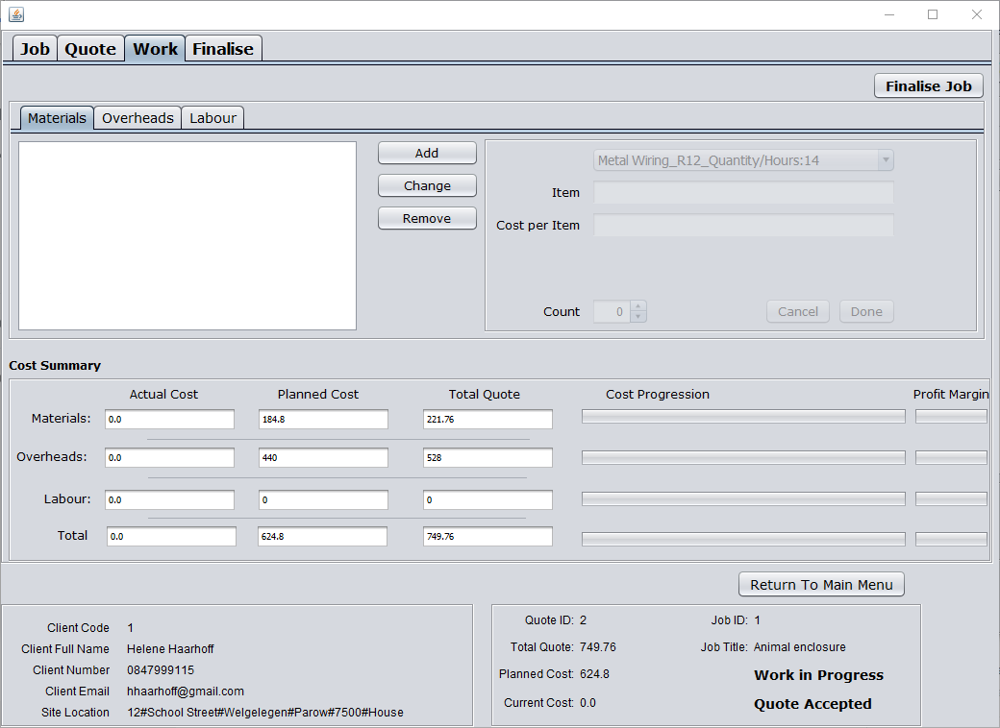 Job Quote Work Finalise
Finalise Job
Materials Overheads Labour
Add
Change
Remove
Metal Wiring_R12_Quantity/Hours:14
Item
Cost per Item
Count 0 Cancel Done
Cost Summary
Actual Cost Planned Cost Total Quote Cost Progression Profit Margin
Materials: 0.0 184.8 221.76
Overheads: 0.0 440 528
Labour: 0.0 0 0
Total 0.0 624.8 749.76
Return To Main Menu
Client Code 1
Client Full Name Helene Haarhoff
Client Number 0847999115
Client Email hhaarhoff@gmail.com
Site Location 12#School Street#Welgelegen#Parow#7500#House
Quote ID: 2 Job ID: 1
Total Quote: 749.76 Job Title: Animal enclosure
Planned Cost: 624.8 Work in Progress
Current Cost: 0.0 Quote Accepted